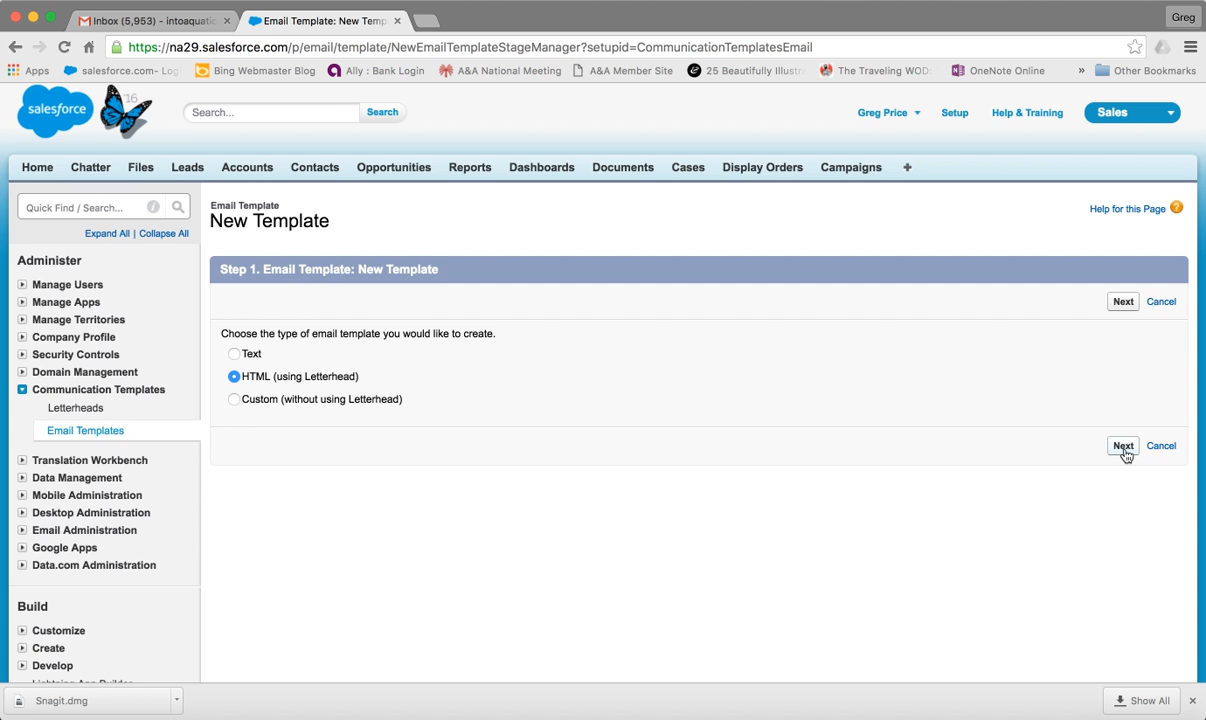 Inbox (5,953) - intoaquatic
Email Template: New Temp
Greg
https://na29.salesforce.com/p/email/template/NewEmailTemplateStageManager?setupid=CommunicationTemplatesEmail
Apps
salesforce.com- Log
Bing Webmaster Blog
Ally : Bank Login
A&A National Meeting
A&A Member Site
25 Beautifully Illustr
The Traveling WOD
OneNote Online
»
Other Bookmarks
salesforce
'16
Search...
Search
Greg Price
Setup
Help & Training
Sales
Home
Chatter
Files
Leads
Accounts
Contacts
Opportunities
Reports
Dashboards
Documents
Cases
Display Orders
Campaigns
+
Quick Find / Search...
Expand All | Collapse All
Administer
Manage Users
Manage Apps
Manage Territories
Company Profile
Security Controls
Domain Management
Communication Templates
Letterheads
Email Templates
Translation Workbench
Data Management
Mobile Administration
Desktop Administration
Email Administration
Google Apps
Data.com Administration
Build
Customize
Create
Develop
Email Template
New Template
Help for this Page
Step 1. Email Template: New Template
Next
Cancel
Choose the type of email template you would like to create.
Text
HTML (using Letterhead)
Custom (without using Letterhead)
Next
Cancel
Snagit.dmg
Show All